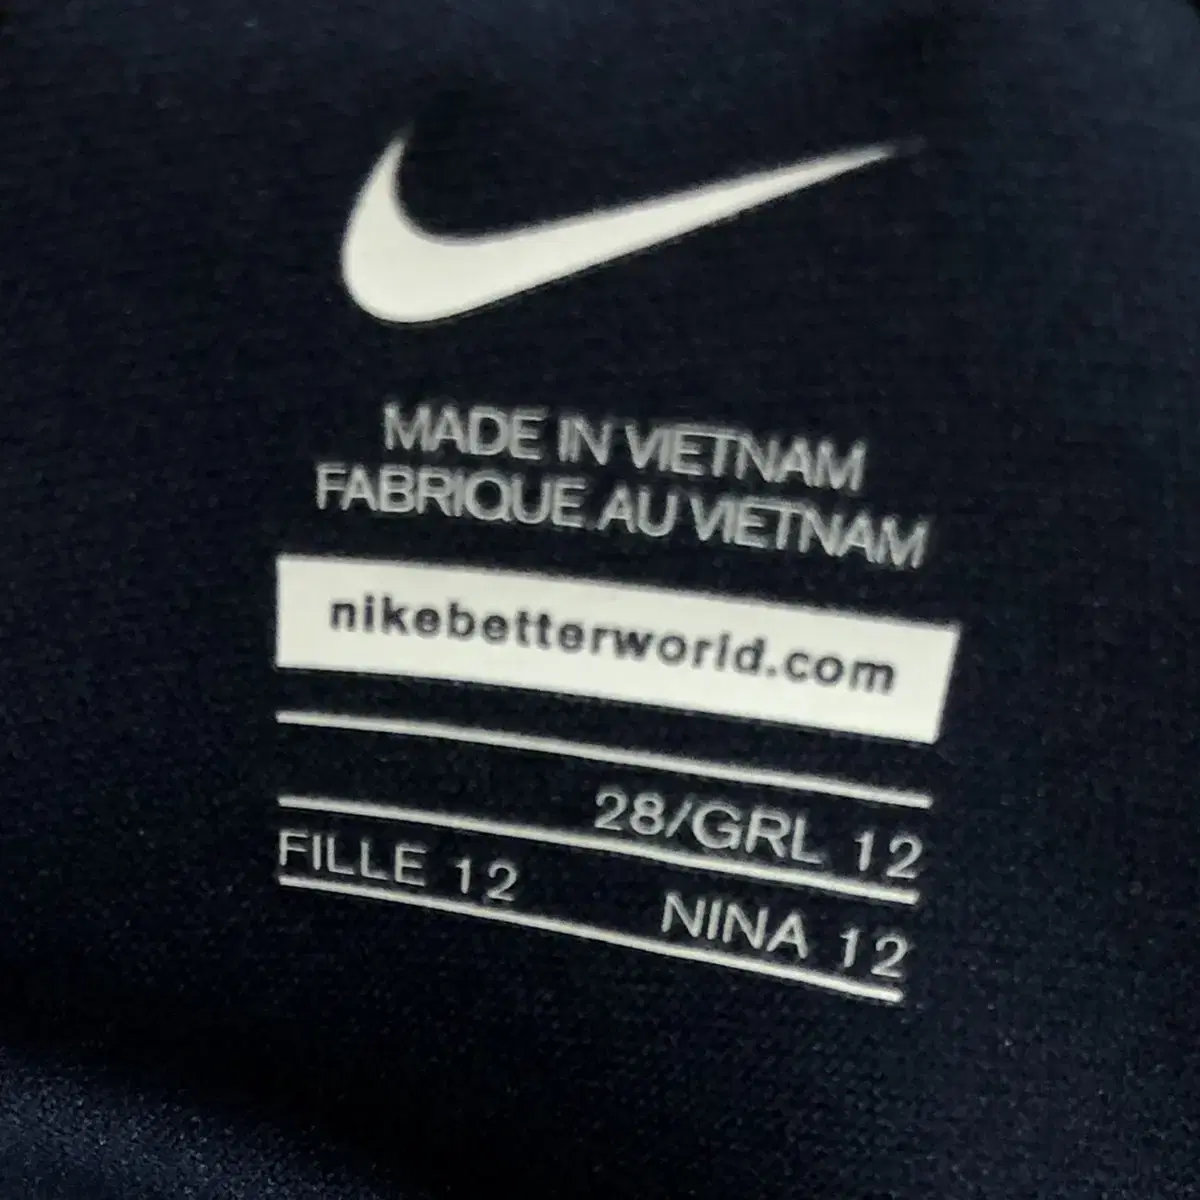 MADE IN VIETNAM
FABRIQUE AU VIETNAM
nikebetterworld.com
28/GRL 12
FILLE 12 NINA 12